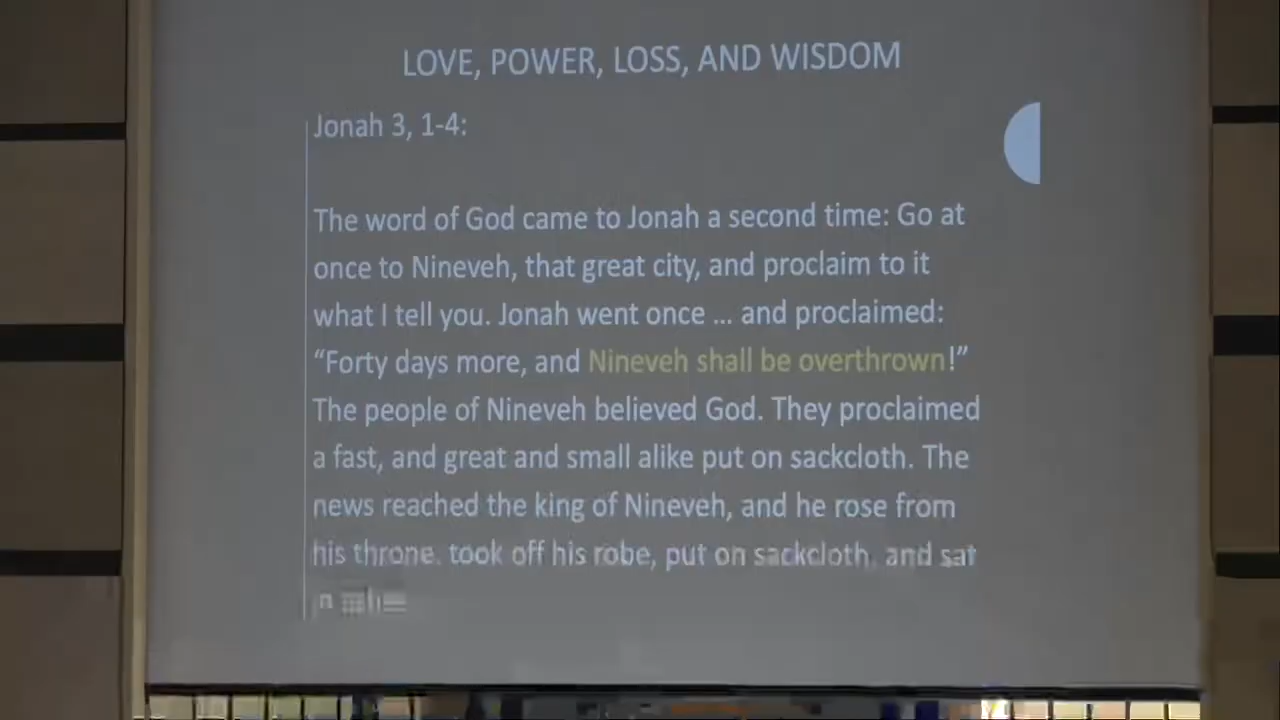 LOVE, POWER, LOSS, AND WISDOM
Jonah 3, 1-4:
The word of God came to Jonah a second time: Go at
once to Nineveh, that great city, and proclaim to it
what I tell you. Jonah went once ... and proclaimed:
“Forty days more, and Nineveh shall be overthrown!”
The people of Nineveh believed God. They proclaimed
a fast, and great and small alike put on sackcloth. The
news reached the king of Nineveh, and he rose from
his throne. took off his robe, put on sackcloth, and sat